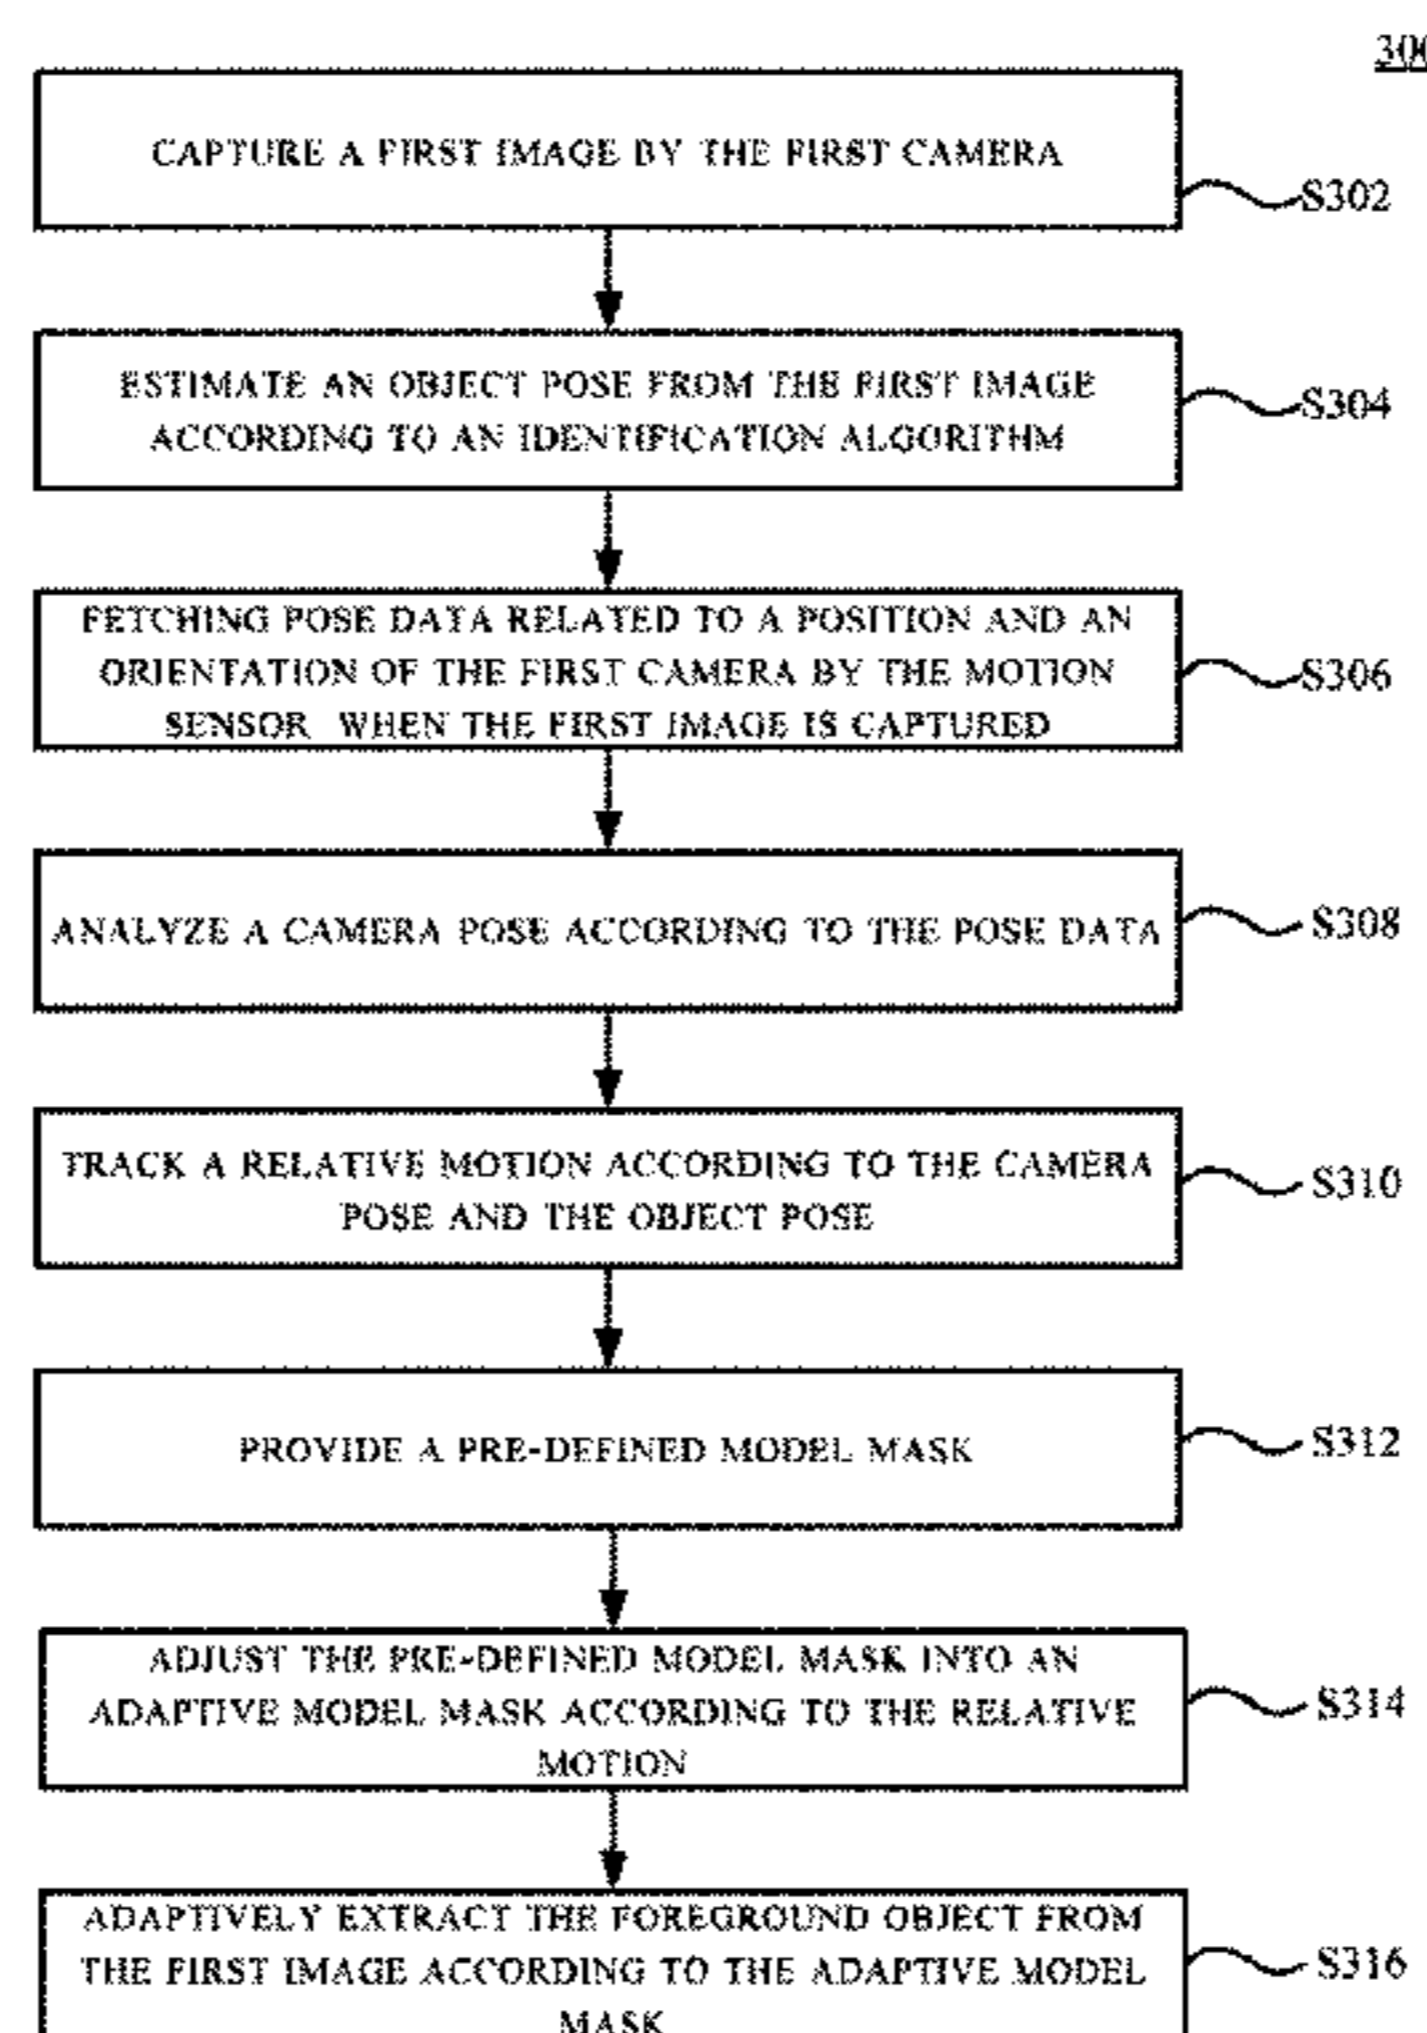 300
CAPTURE A FIRST IMAGE BY THE FIRST CAMERA
S302
ESTIMATE AN OBJECT POSE FROM THE FIRST IMAGE
ACCORDING TO AN IDENTIFICATION ALGORITHM
S304
FETCHING POSE DATA RELATED TO A POSITION AND AN
ORIENTATION OF THE FIRST CAMERA BY THE MOTION
SENSOR WHEN THE FIRST IMAGE IS CAPTURED
S306
ANALYZE A CAMERA POSE ACCORDING TO THE POSE DATA
S308
TRACK A RELATIVE MOTION ACCORDING TO THE CAMERA
POSE AND THE OBJECT POSE
S310
PROVIDE A PRE-DEFINED MODEL MASK
S312
ADJUST THE PRE-DEFINED MODEL MASK INTO AN
ADAPTIVE MODEL MASK ACCORDING TO THE RELATIVE
MOTION
S314
ADAPTIVELY EXTRACT THE FOREGROUND OBJECT FROM
THE FIRST IMAGE ACCORDING TO THE ADAPTIVE MODEL
MASK
S316